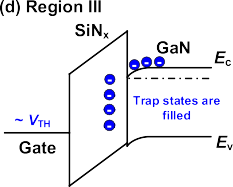 (d) Region III
SiNx
GaN
Ec
~ VTH
Trap states are
filled
Gate
Ev